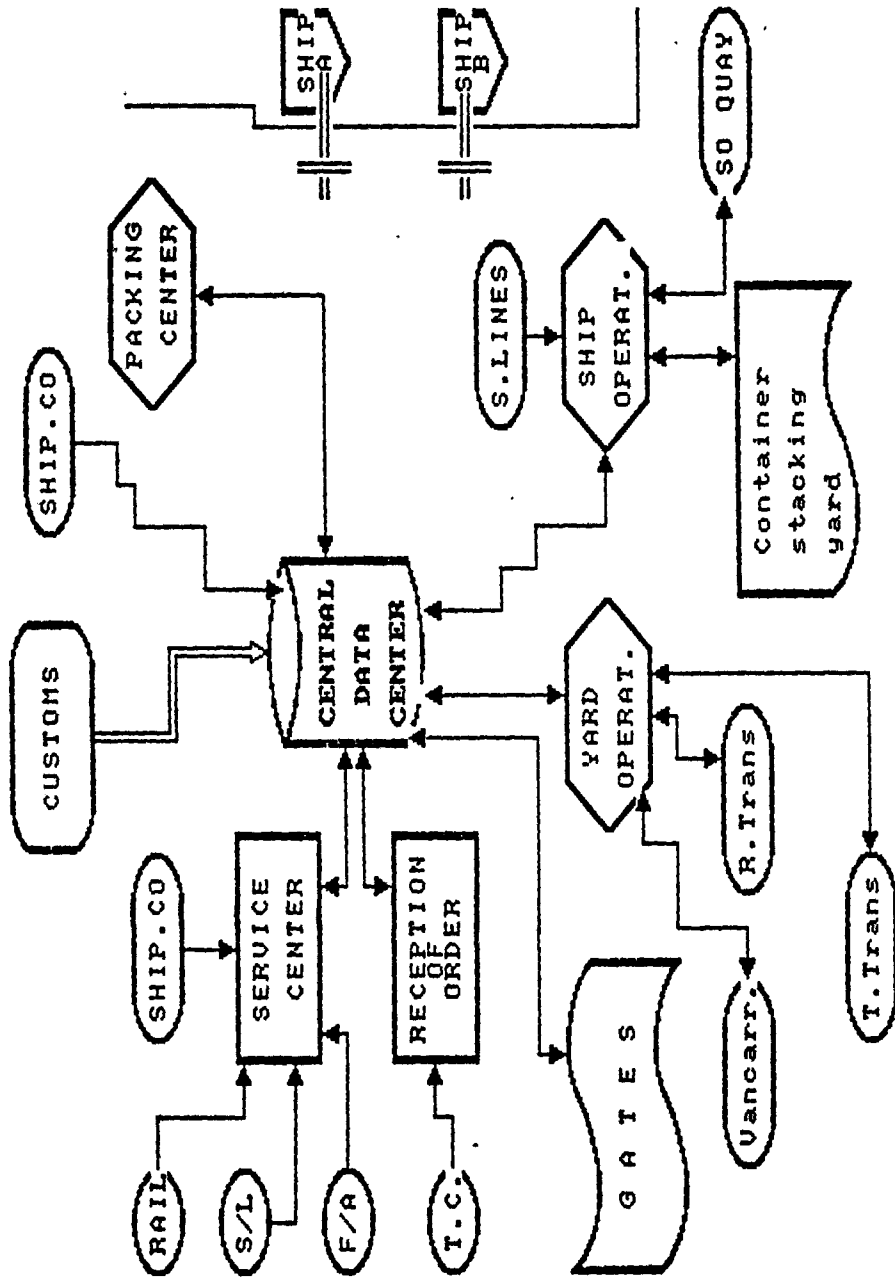 CUSTOMS
SHIP.CO
SHIP.CO
PACKING
CENTER
RAIL
S/L
F/A
T.C.
SERVICE
CENTER
RECEPTION
OF
ORDER
CENTRAL
DATA
CENTER
SHIP
A
SHIP
B
S.LINES
SHIP
OPERAT.
YARD
OPERAT.
GATES
SO QUAY
R.Trans
Vancarr.
T.Trans
Container
stacking
yard